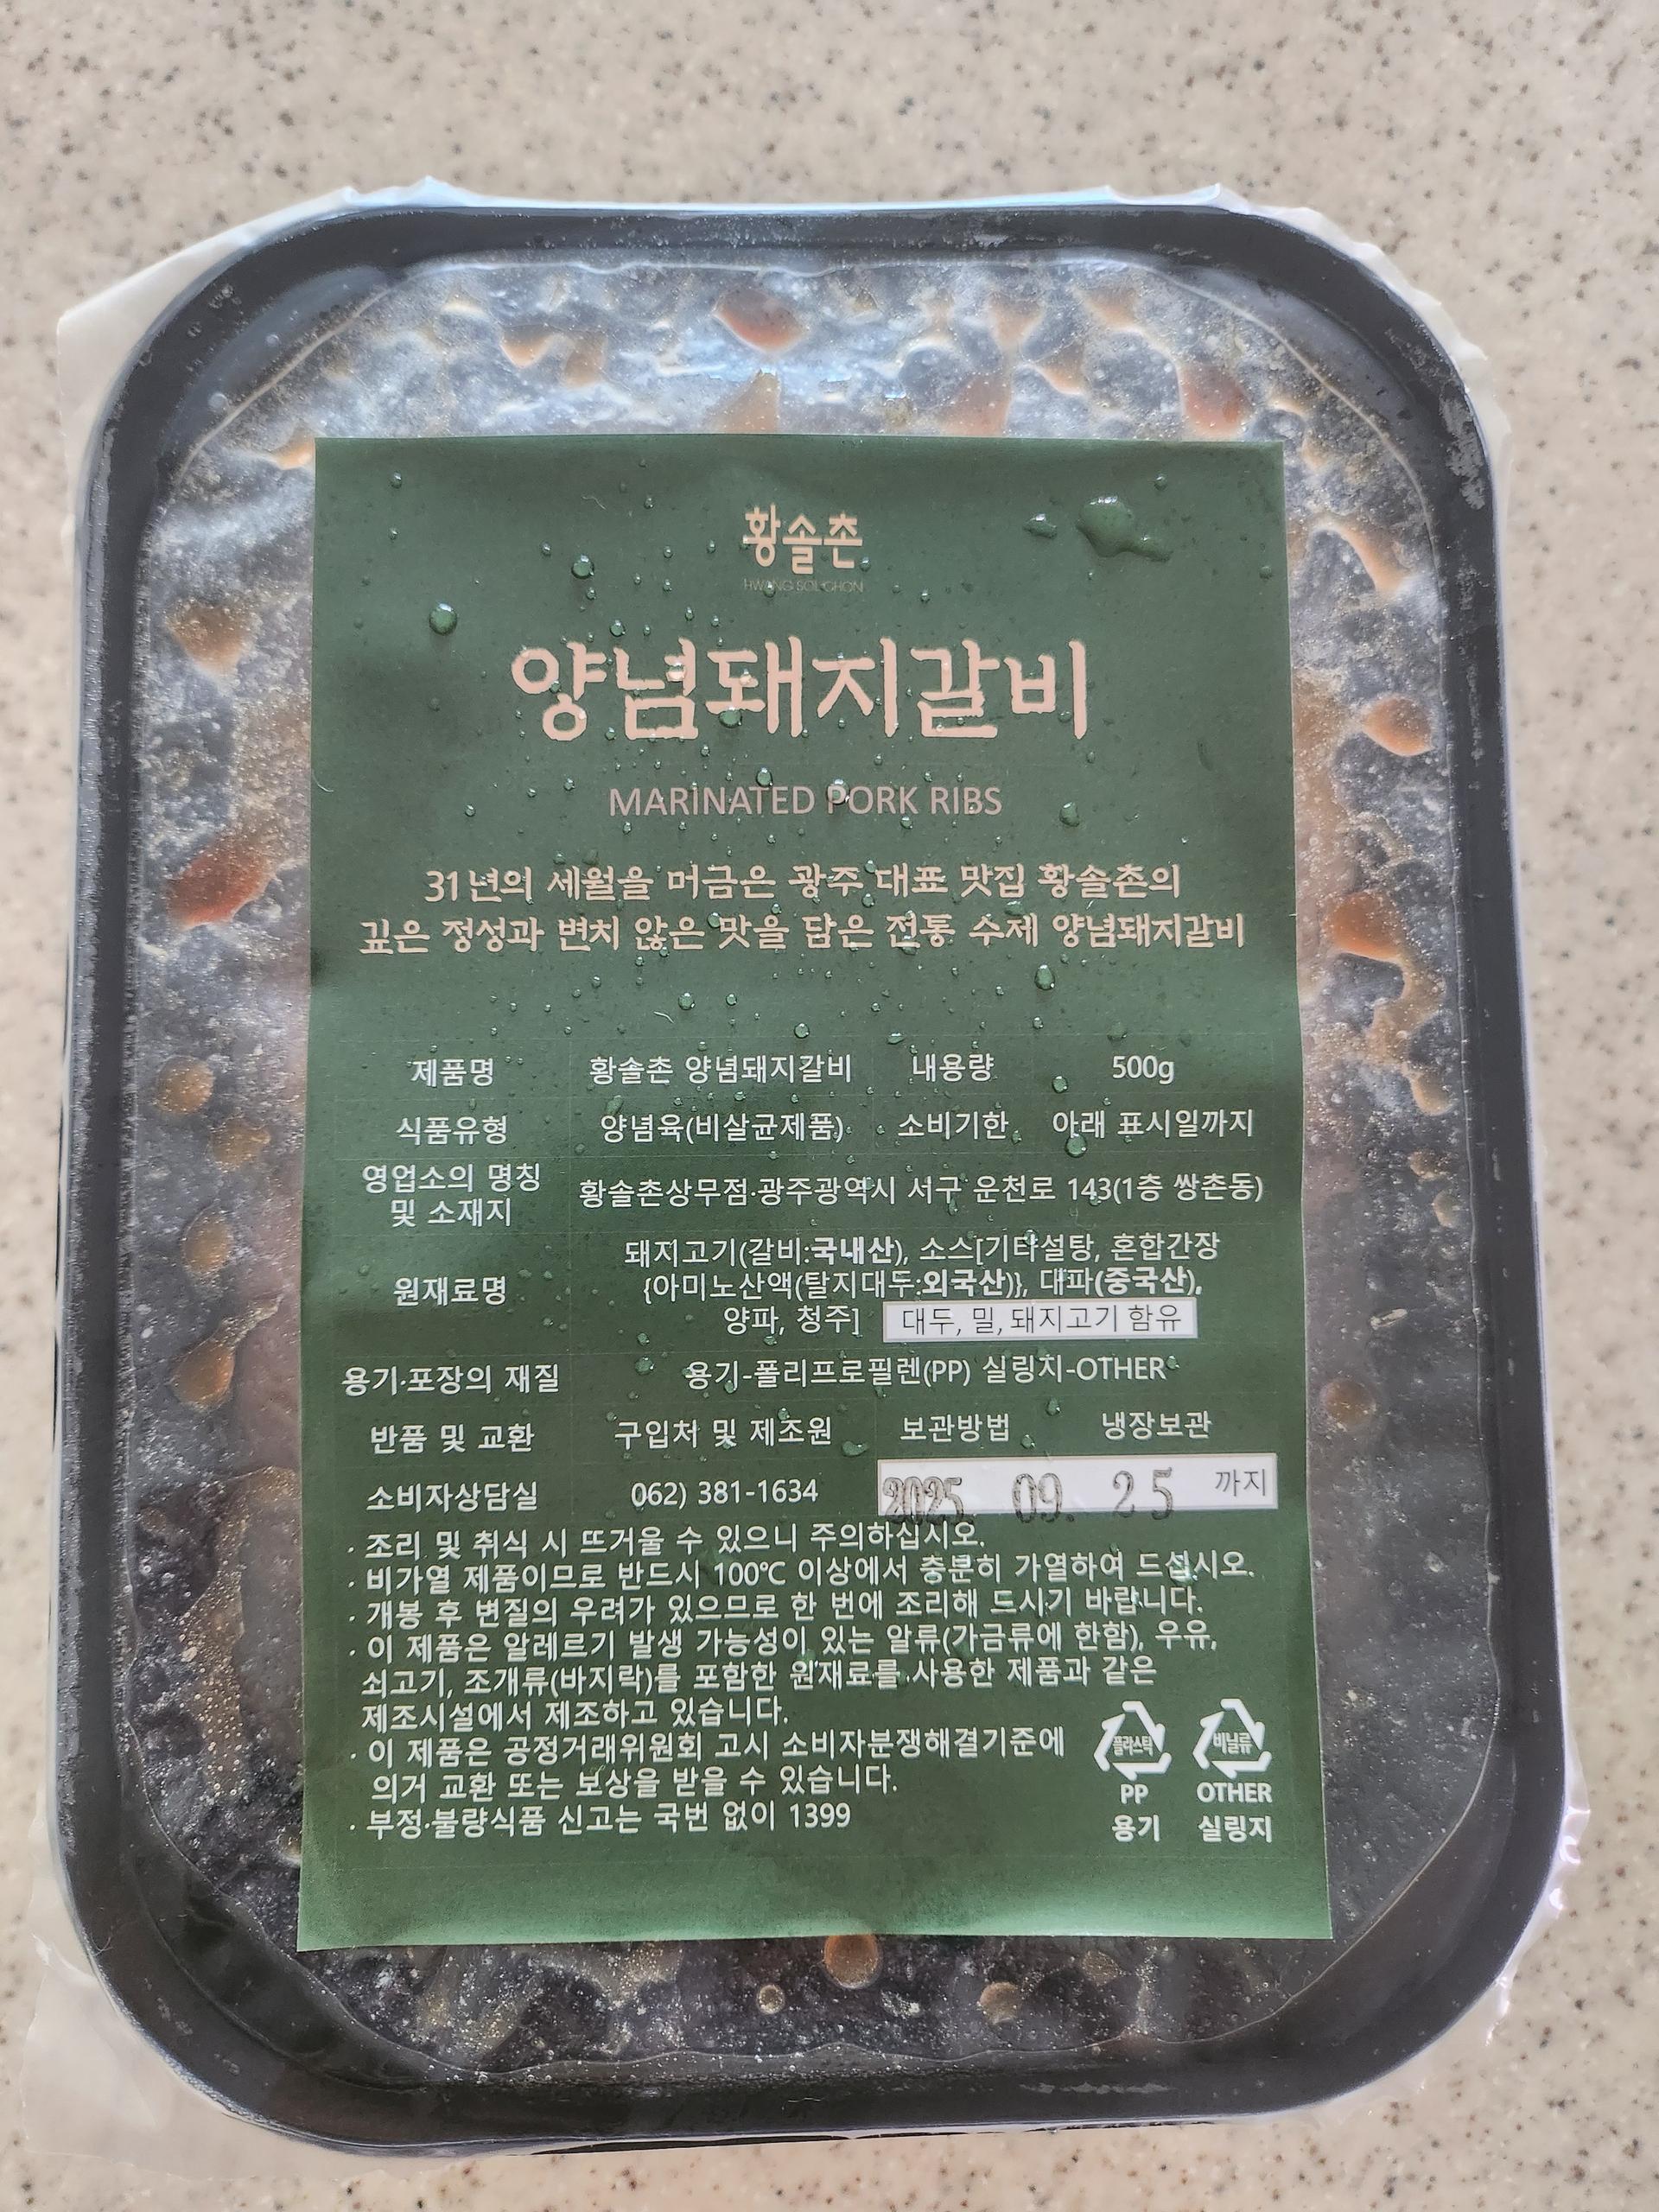 황솔촌
HWANG SOL CHON
양념돼지갈비
MARINATED PORK RIBS
31년의 세월을 머금은 광주 대표 맛집 황솔촌의
깊은 정성과 변치 않은 맛을 담은 전통 수제 양념돼지갈비
제품명 황솔촌 양념돼지갈비 내용량 500g
식품유형 양념육(비살균제품) 소비기한 아래 표시일까지
영업소의 명칭
및 소재지
황솔촌상무점·광주광역시 서구 운천로 143(1층 쌍촌동)
원재료명
돼지고기(갈비:국내산), 소스[기타설탕, 혼합간장
{아미노산액(탈지대두:외국산)}, 대파(중국산),
양파, 청주] 대두, 밀, 돼지고기 함유
용기·포장의 재질 용기-폴리프로필렌(PP) 실링지-OTHER
반품 및 교환 구입처 및 제조원 보관방법 냉장보관
소비자상담실 062) 381-1634 2025. 09. 25 까지
· 조리 및 취식 시 뜨거울 수 있으니 주의하십시오.
· 비가열 제품이므로 반드시 100℃ 이상에서 충분히 가열하여 드십시오.
· 개봉 후 변질의 우려가 있으므로 한 번에 조리해 드시기 바랍니다.
· 이 제품은 알레르기 발생 가능성이 있는 알류(가금류에 한함), 우유,
쇠고기, 조개류(바지락)를 포함한 원재료를 사용한 제품과 같은
제조시설에서 제조하고 있습니다.
· 이 제품은 공정거래위원회 고시 소비자분쟁해결기준에
의거 교환 또는 보상을 받을 수 있습니다.
· 부정·불량식품 신고는 국번 없이 1399
플라스틱 비닐류
PP OTHER
용기 실링지